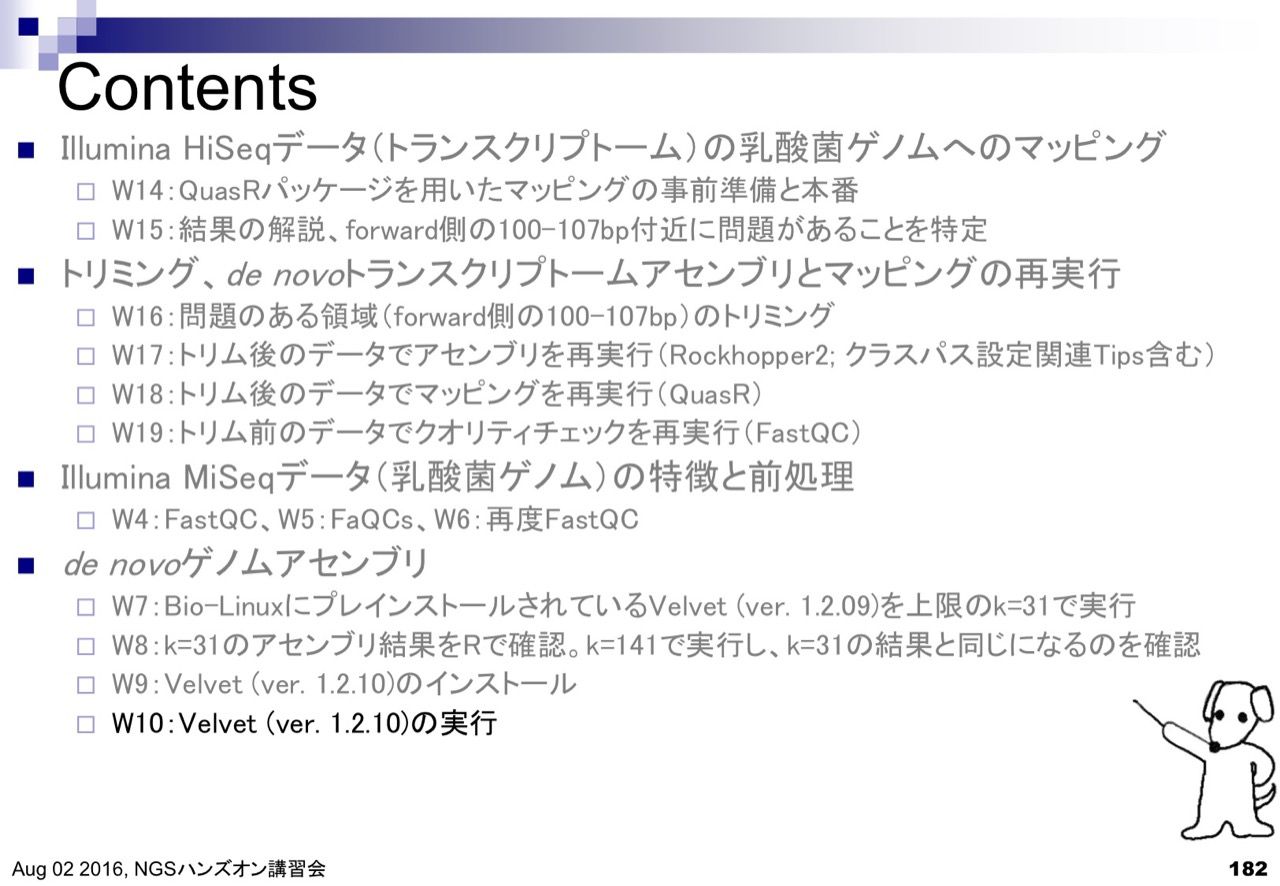 Contents
Illumina HiSeqデータ（トランスクリプトーム）の乳酸菌ゲノムへのマッピング
W14：QuasRパッケージを用いたマッピングの事前準備と本番
W15：結果の解説、forward側の100-107bp付近に問題があることを特定
トリミング、de novoトランスクリプトームアセンブリとマッピングの再実行
W16：問題のある領域（forward側の100-107bp）のトリミング
W17：トリム後のデータでアセンブリを再実行（Rockhopper2; クラスパス設定関連Tips含む）
W18：トリム後のデータでマッピングを再実行（QuasR）
W19：トリム前のデータでクオリティチェックを再実行（FastQC）
Illumina MiSeqデータ（乳酸菌ゲノム）の特徴と前処理
W4：FastQC、W5：FaQCs、W6：再度FastQC
de novoゲノムアセンブリ
W7：Bio-LinuxにプレインストールされているVelvet (ver. 1.2.09)を上限のk=31で実行
W8：k=31のアセンブリ結果をRで確認。k=141で実行し、k=31の結果と同じになるのを確認
W9：Velvet (ver. 1.2.10)のインストール
W10：Velvet (ver. 1.2.10)の実行
Aug 02 2016, NGSハンズオン講習会
182